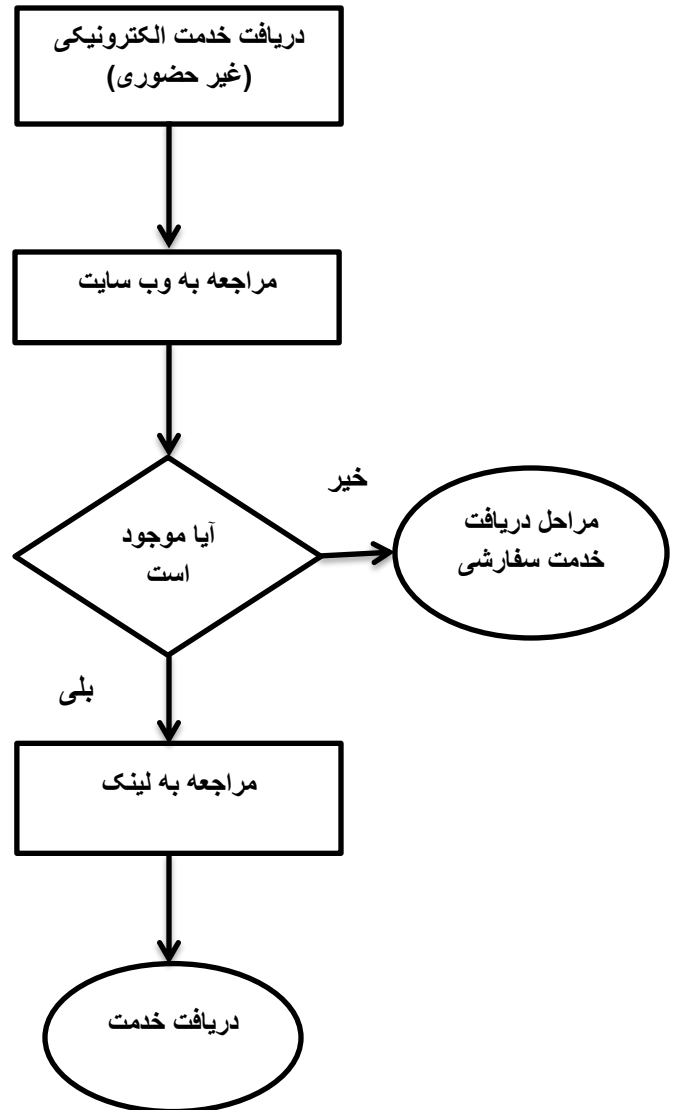 دریافت خدمت الکترونیکی
(غیر حضوری)
مراجعه به وب سایت
آیا موجود
است
خیر
مراحل دریافت
خدمت سفارشی
بلی
مراجعه به لینک
دریافت خدمت